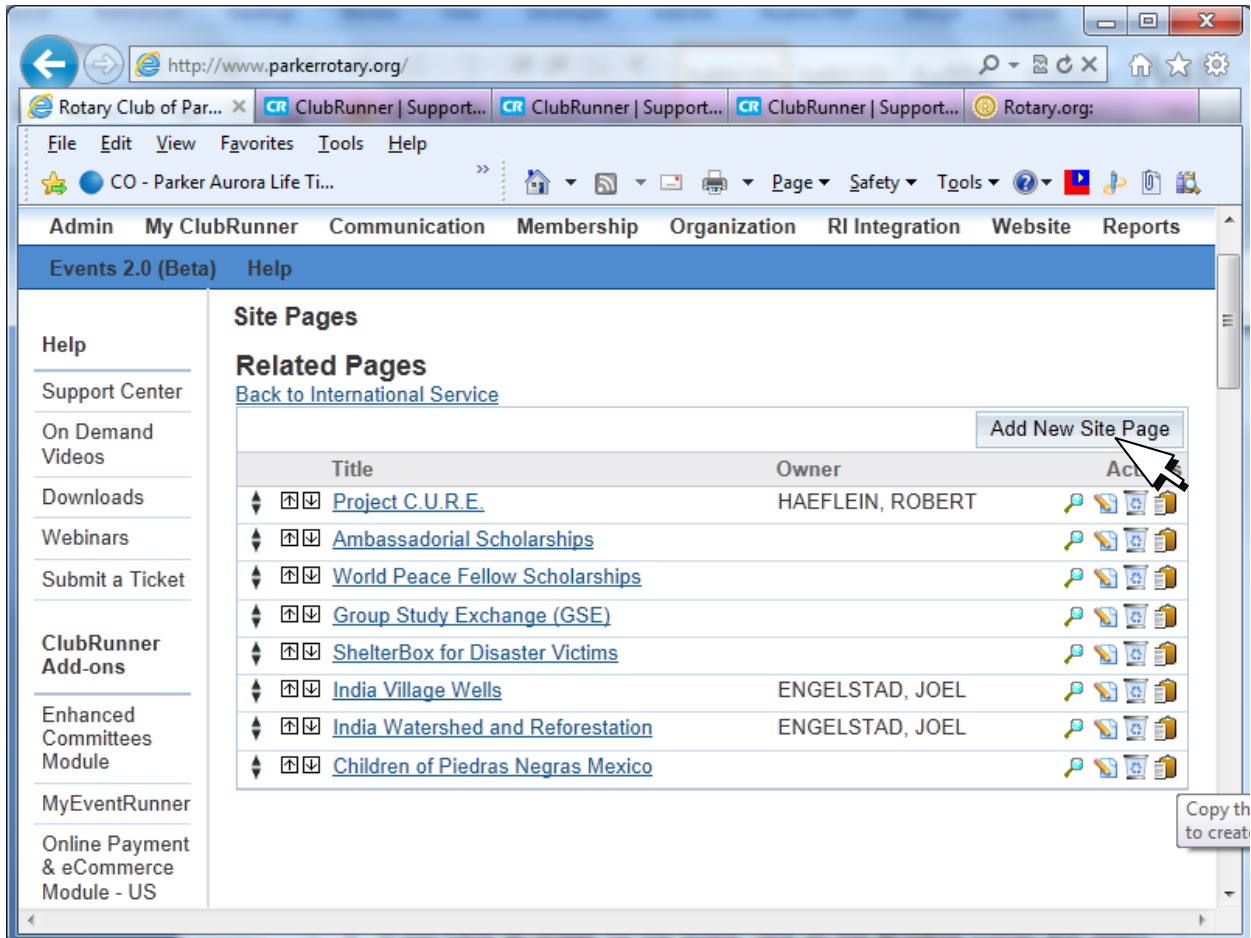 http://www.parkerrotary.org/
Rotary Club of Par... ClubRunner | Support... ClubRunner | Support... ClubRunner | Support... Rotary.org:
File Edit View Favorites Tools Help
CO - Parker Aurora Life Ti... » Page Safety Tools
Admin My ClubRunner Communication Membership Organization RI Integration Website Reports
Events 2.0 (Beta) Help
Help
Support Center
On Demand
Videos
Downloads
Webinars
Submit a Ticket
ClubRunner
Add-ons
Enhanced
Committees
Module
MyEventRunner
Online Payment
& eCommerce
Module - US
Site Pages
Related Pages
Back to International Service
Add New Site Page
Title Owner
Project C.U.R.E. HAEFLEIN, ROBERT
Ambassadorial Scholarships
World Peace Fellow Scholarships
Group Study Exchange (GSE)
ShelterBox for Disaster Victims
India Village Wells ENGELSTAD, JOEL
India Watershed and Reforestation ENGELSTAD, JOEL
Children of Piedras Negras Mexico
Copy th
to creat